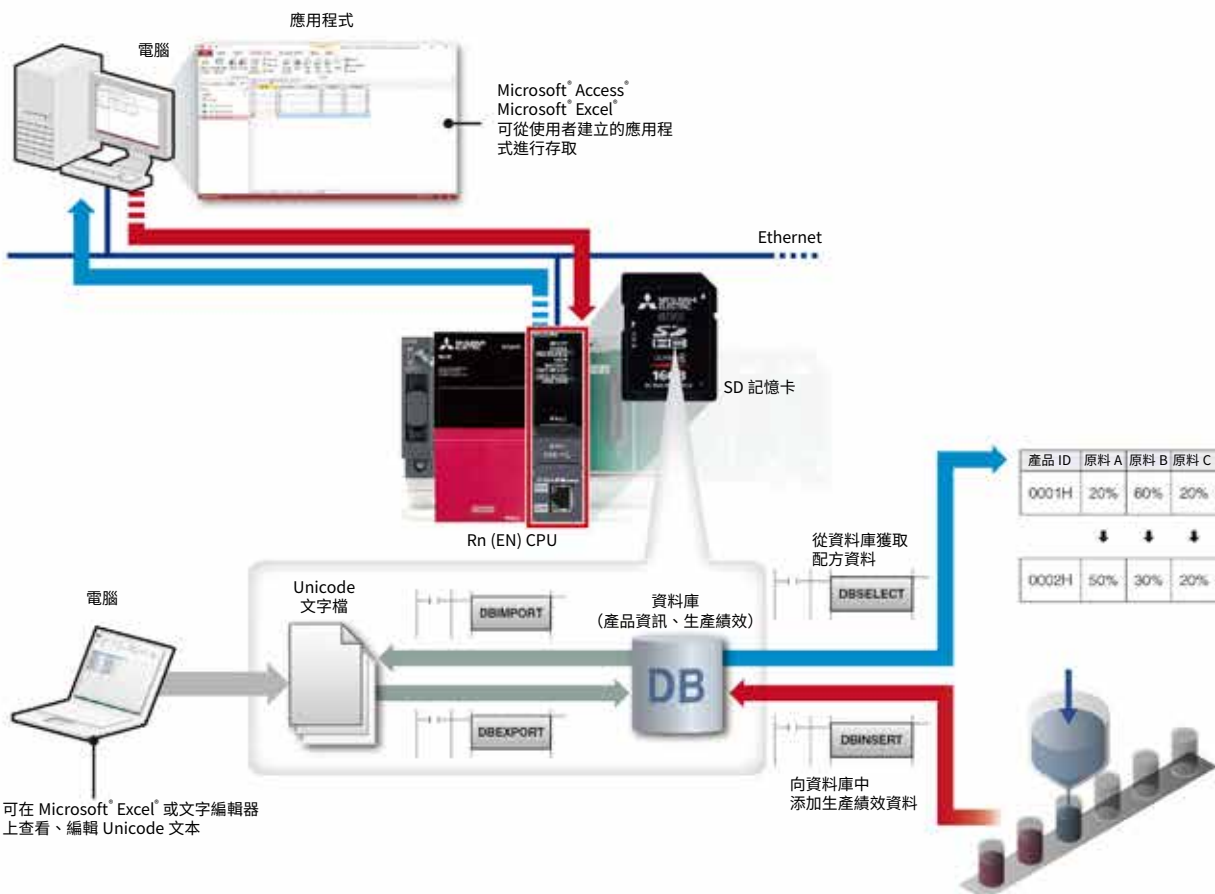 應用程式
電腦
Microsoft® Access®
Microsoft® Excel®
可從使用者建立的應用程
式進行存取
Ethernet
MITSUBISHI
ELECTRIC
SD
16GB
SD 記憶卡
Rn (EN) CPU
產品 ID 原料 A 原料 B 原料 C
0001H 20% 60% 20%
0002H 50% 30% 20%
從資料庫獲取
配方資料
DBSELECT
電腦
Unicode
文字檔
DBIMPORT
資料庫
(產品資訊、生產績效)
DB
DBEXPORT
DBINSERT
向資料庫中
添加生產績效資料
可在 Microsoft® Excel® 或文字編輯器
上查看、編輯 Unicode 文本